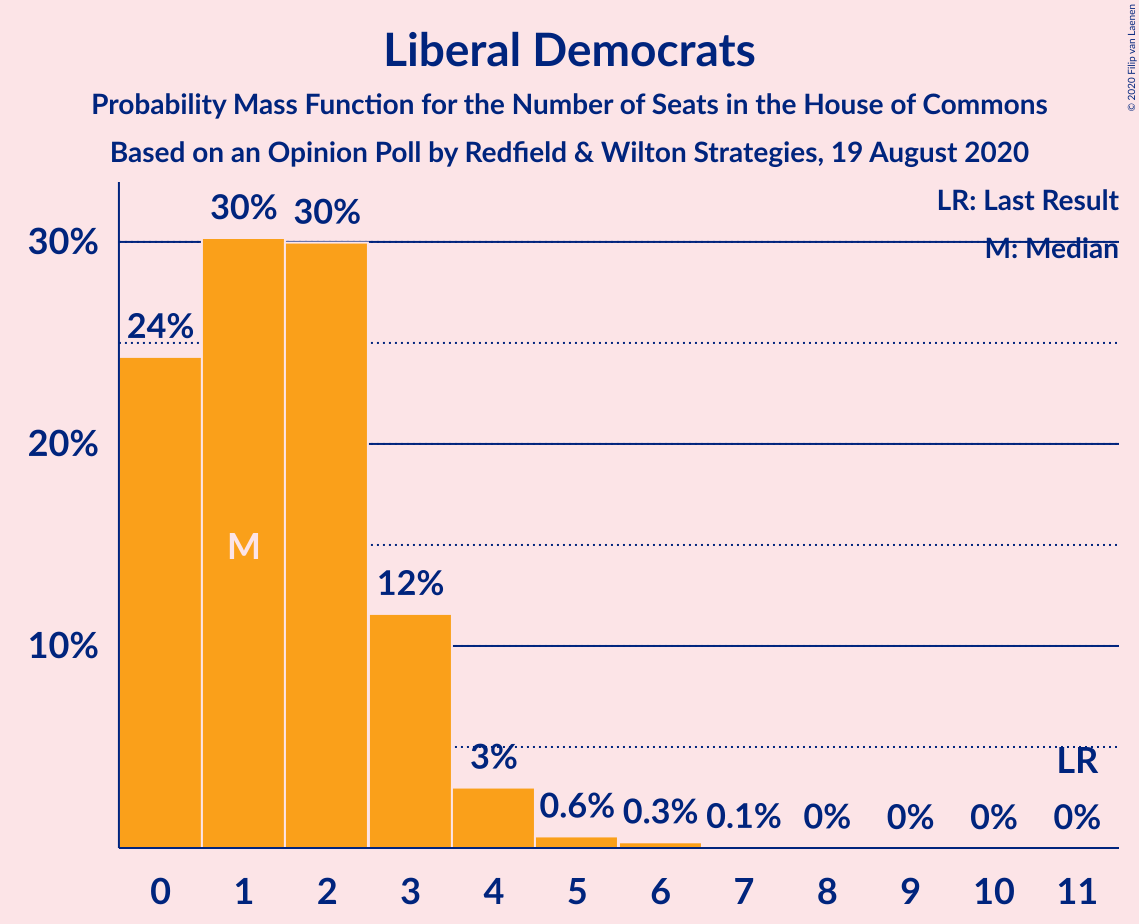 Liberal Democrats
Probability Mass Function for the Number of Seats in the House of Commons
Based on an Opinion Poll by Redfield & Wilton Strategies, 19 August 2020
© 2020 Filip van Laenen
LR: Last Result
M: Median
30%
20%
10%
24%
30%
30%
12%
3%
0.6%
0.3%
0.1%
0%
0%
0%
0%
M
LR
0 1 2 3 4 5 6 7 8 9 10 11